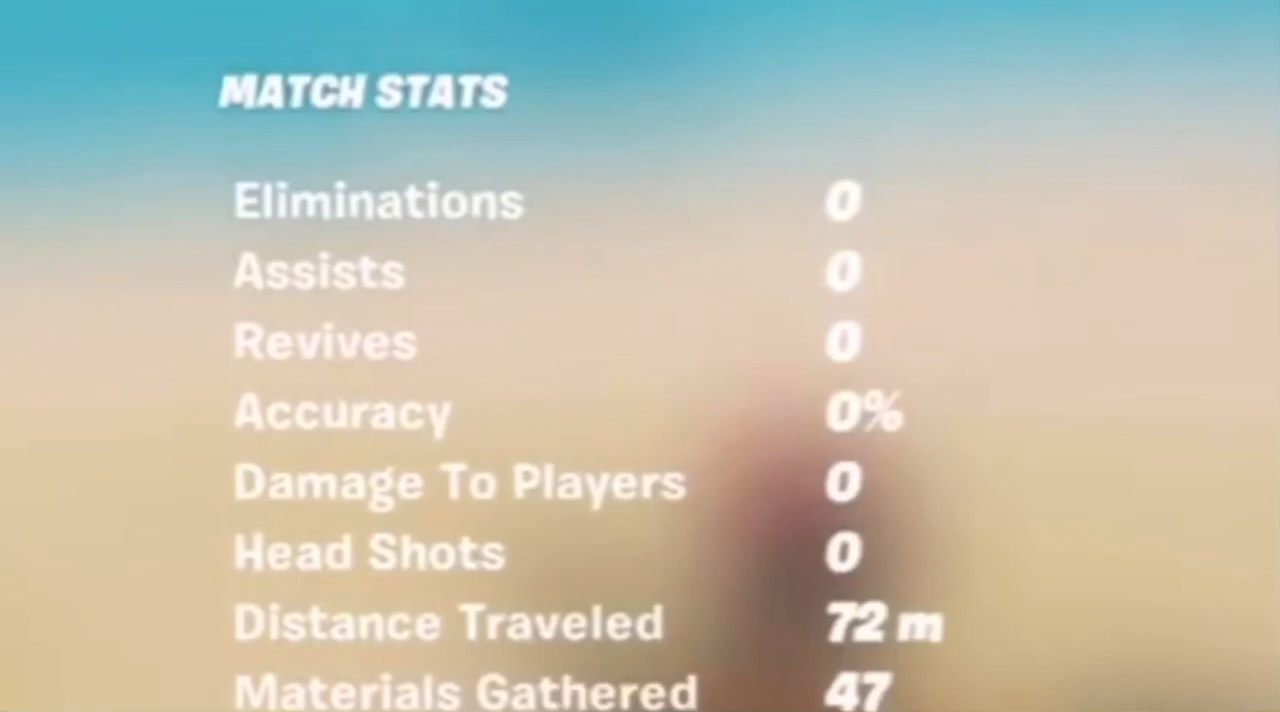 MATCH STATS
Eliminations 0
Assists 0
Revives 0
Accuracy 0%
Damage To Players 0
Head Shots 0
Distance Traveled 72 m
Materials Gathered 47